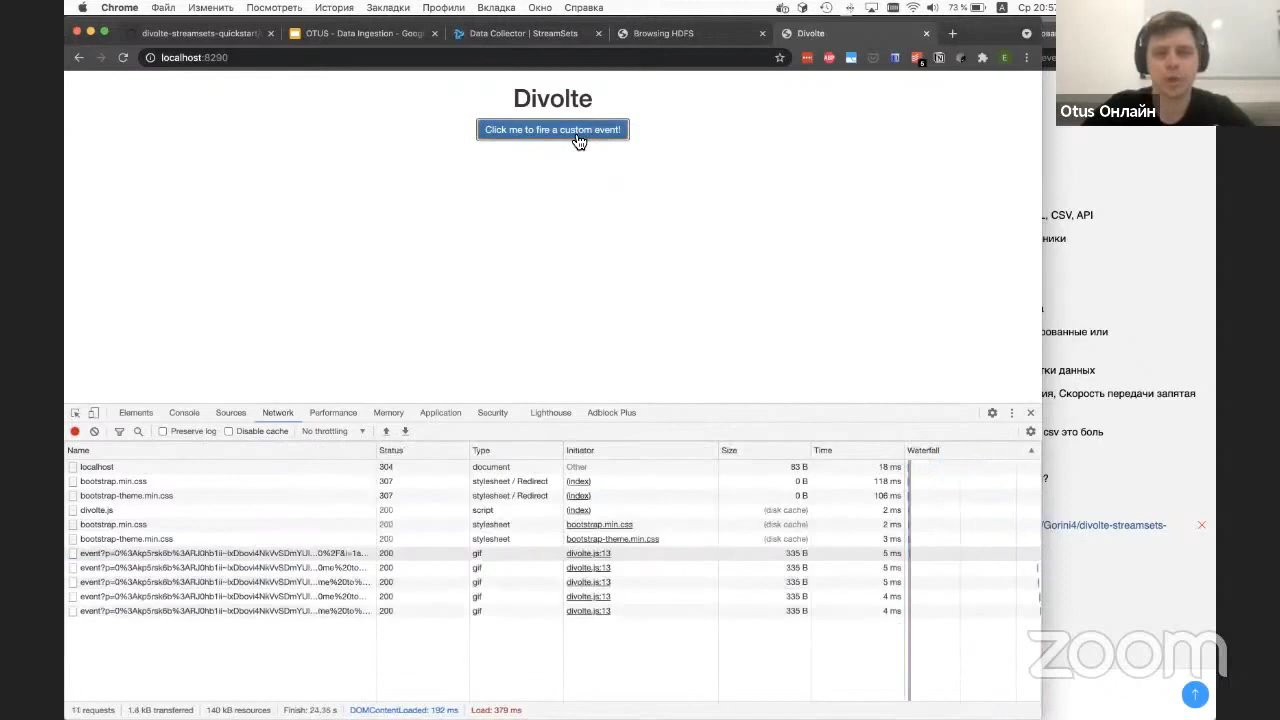 Chrome Файл Изменить Посмотреть История Закладки Профили Вкладка Окно Справка 73 % A Ср 20:57
divolte-streamsets-quickstart/ OTUS - Data Ingestion - Goog Data Collector | StreamSets Browsing HDFS Divolte
localhost:8290
Divolte
Click me to fire a custom event!
Otus Онлайн
L, CSV, API
ники
рованные или
тки данных
ия, Скорость передачи запятая
csv это боль
?
/Gorini4/divolte-streamsets-
Elements Console Sources Network Performance Memory Application Security Lighthouse Adblock Plus
Preserve log Disable cache No throttling
Name Status Type Initiator Size Time Waterfall
localhost 304 document Other 83 B 18 ms
bootstrap.min.css 307 stylesheet / Redirect (index) 0 B 118 ms
bootstrap-theme.min.css 307 stylesheet / Redirect (index) 0 B 106 ms
divolte.js 200 script (index) (disk cache) 2 ms
bootstrap.min.css 200 stylesheet bootstrap.min.css (disk cache) 2 ms
bootstrap-theme.min.css 200 stylesheet bootstrap-theme.min.css (disk cache) 3 ms
200 gif divolte.js:13 335 B 5 ms
200 gif divolte.js:13 335 B 5 ms
200 gif divolte.js:13 335 B 5 ms
200 gif divolte.js:13 335 B 4 ms
200 gif divolte.js:13 335 B 4 ms
zoom
11 requests 1.8 kB transferred 140 kB resources Finish: 24.35 s DOMContentLoaded: 192 ms Load: 379 ms